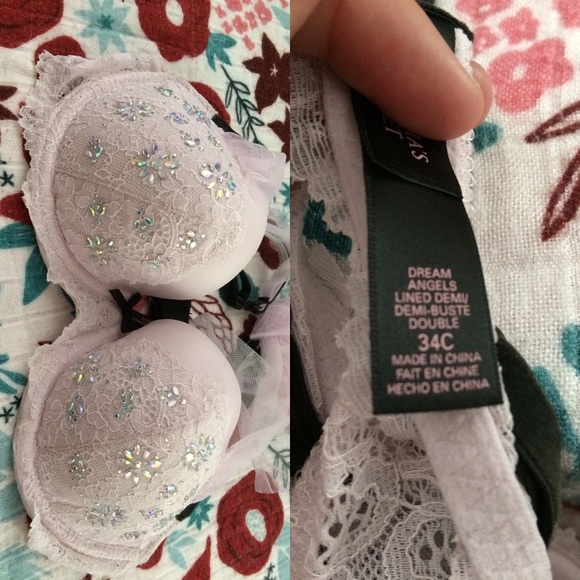 DREAM
ANGELS
LINED DEMI/
DEMI-BUSTE
DOUBLÉ
34C
MADE IN CHINA
FAIT EN CHINE
HECHO EN CHINA